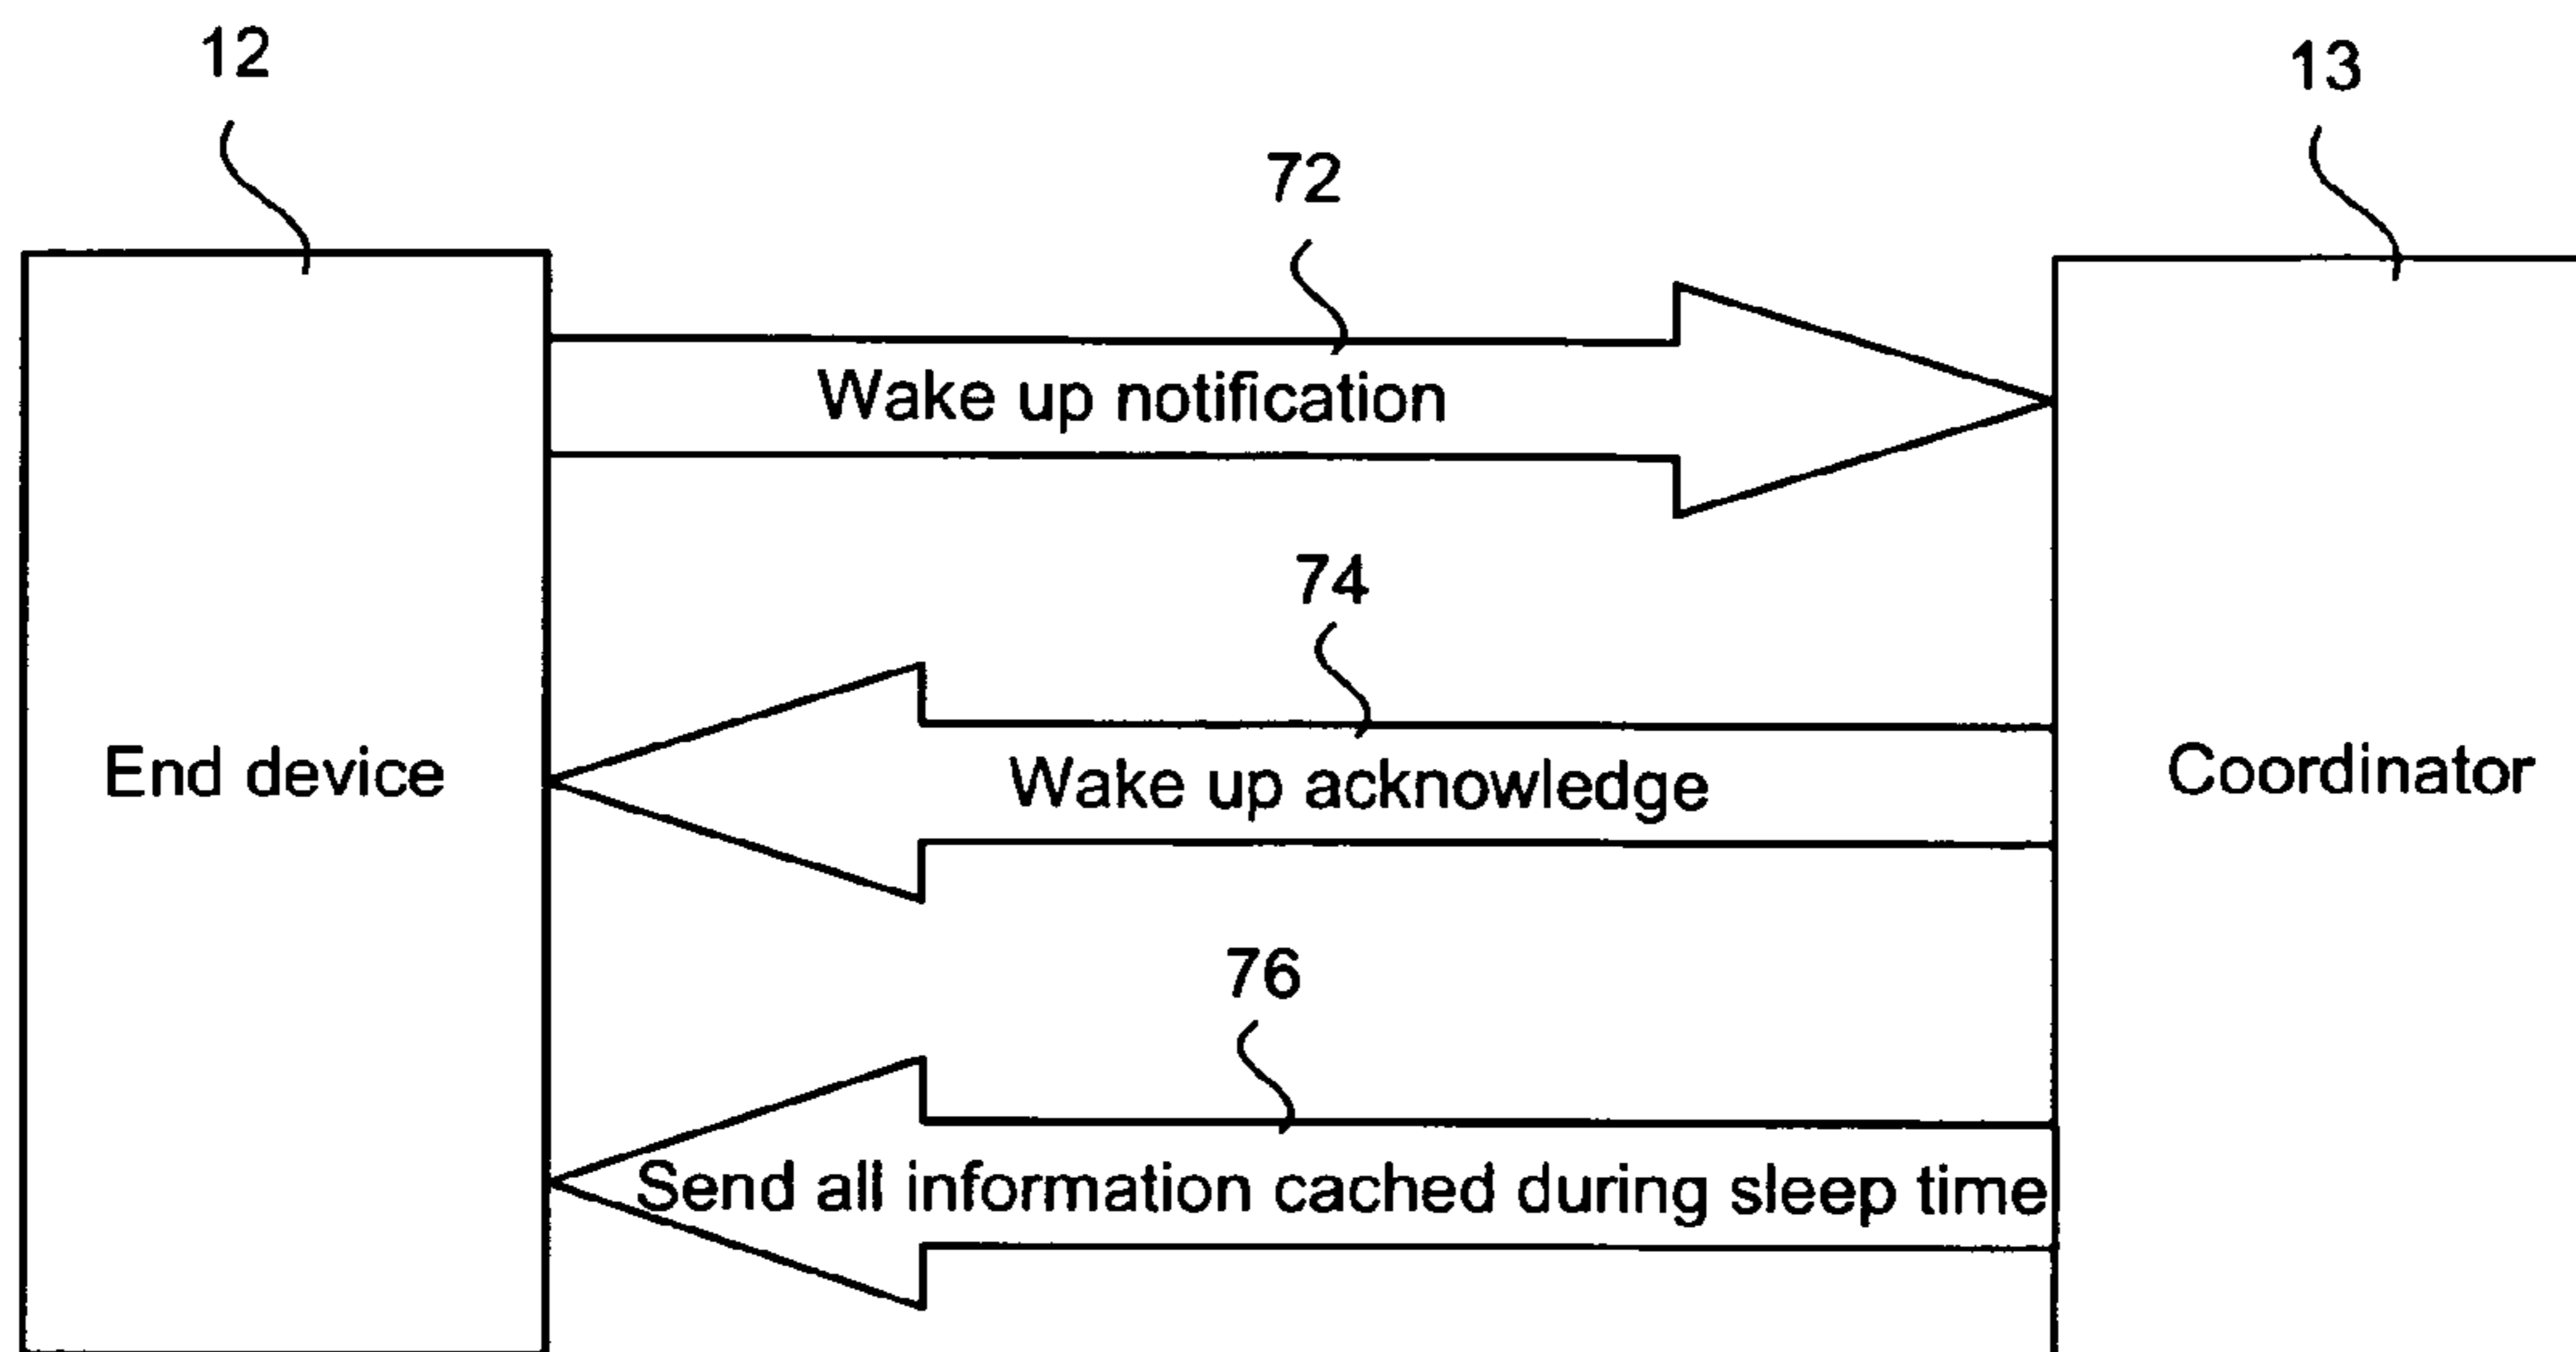 12
13
72
Wake up notification
74
End device
Wake up acknowledge
Coordinator
76
Send all information cached during sleep time